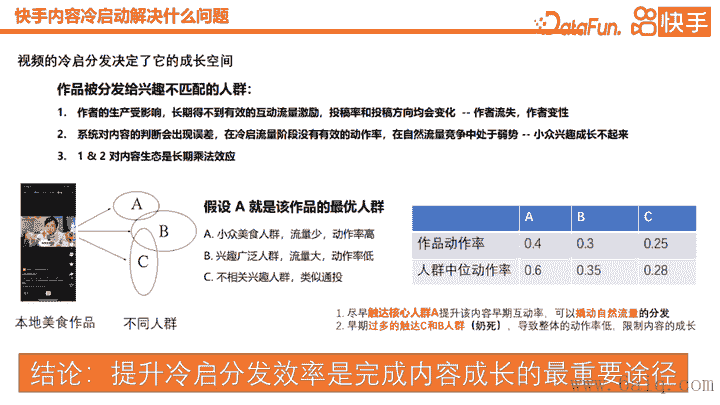 快手内容冷启动解决什么问题
DataFun.
快手
视频的冷启分发决定了它的成长空间
作品被分发给兴趣不匹配的人群：
1. 作者的生产受影响，长期得不到有效的互动流量激励，投稿率和投稿方向均会变化 -- 作者流失，作者变性
2. 系统对内容的判断会出现误差，在冷启流量阶段没有有效的动作率，在自然流量竞争中处于弱势 -- 小众兴趣成长不起来
3. 1 & 2 对内容生态是长期乘法效应
A
B
C
本地美食作品
不同人群
假设 A 就是该作品的最优人群
A. 小众美食人群，流量少，动作率高
B. 兴趣广泛人群，流量大，动作率低
C. 不相关兴趣人群，类似通投
A B C
作品动作率 0.4 0.3 0.25
人群中位动作率 0.6 0.35 0.28
1. 尽早触达核心人群A提升该内容早期互动率，可以撬动自然流量的分发
2. 早期过多的触达C和B人群（奶死），导致整体的动作率低，限制内容的成长
结论：提升冷启分发效率是完成内容成长的最重要途径